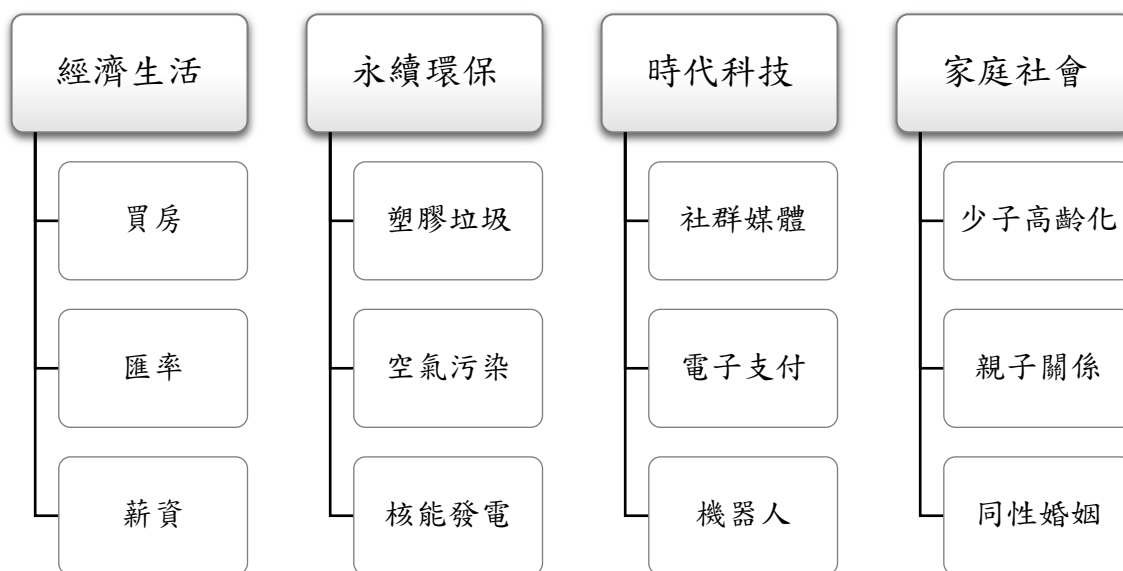 經濟生活
買房
匯率
薪資
永續環保
塑膠垃圾
空氣污染
核能發電
時代科技
社群媒體
電子支付
機器人
家庭社會
少子高齡化
親子關係
同性婚姻